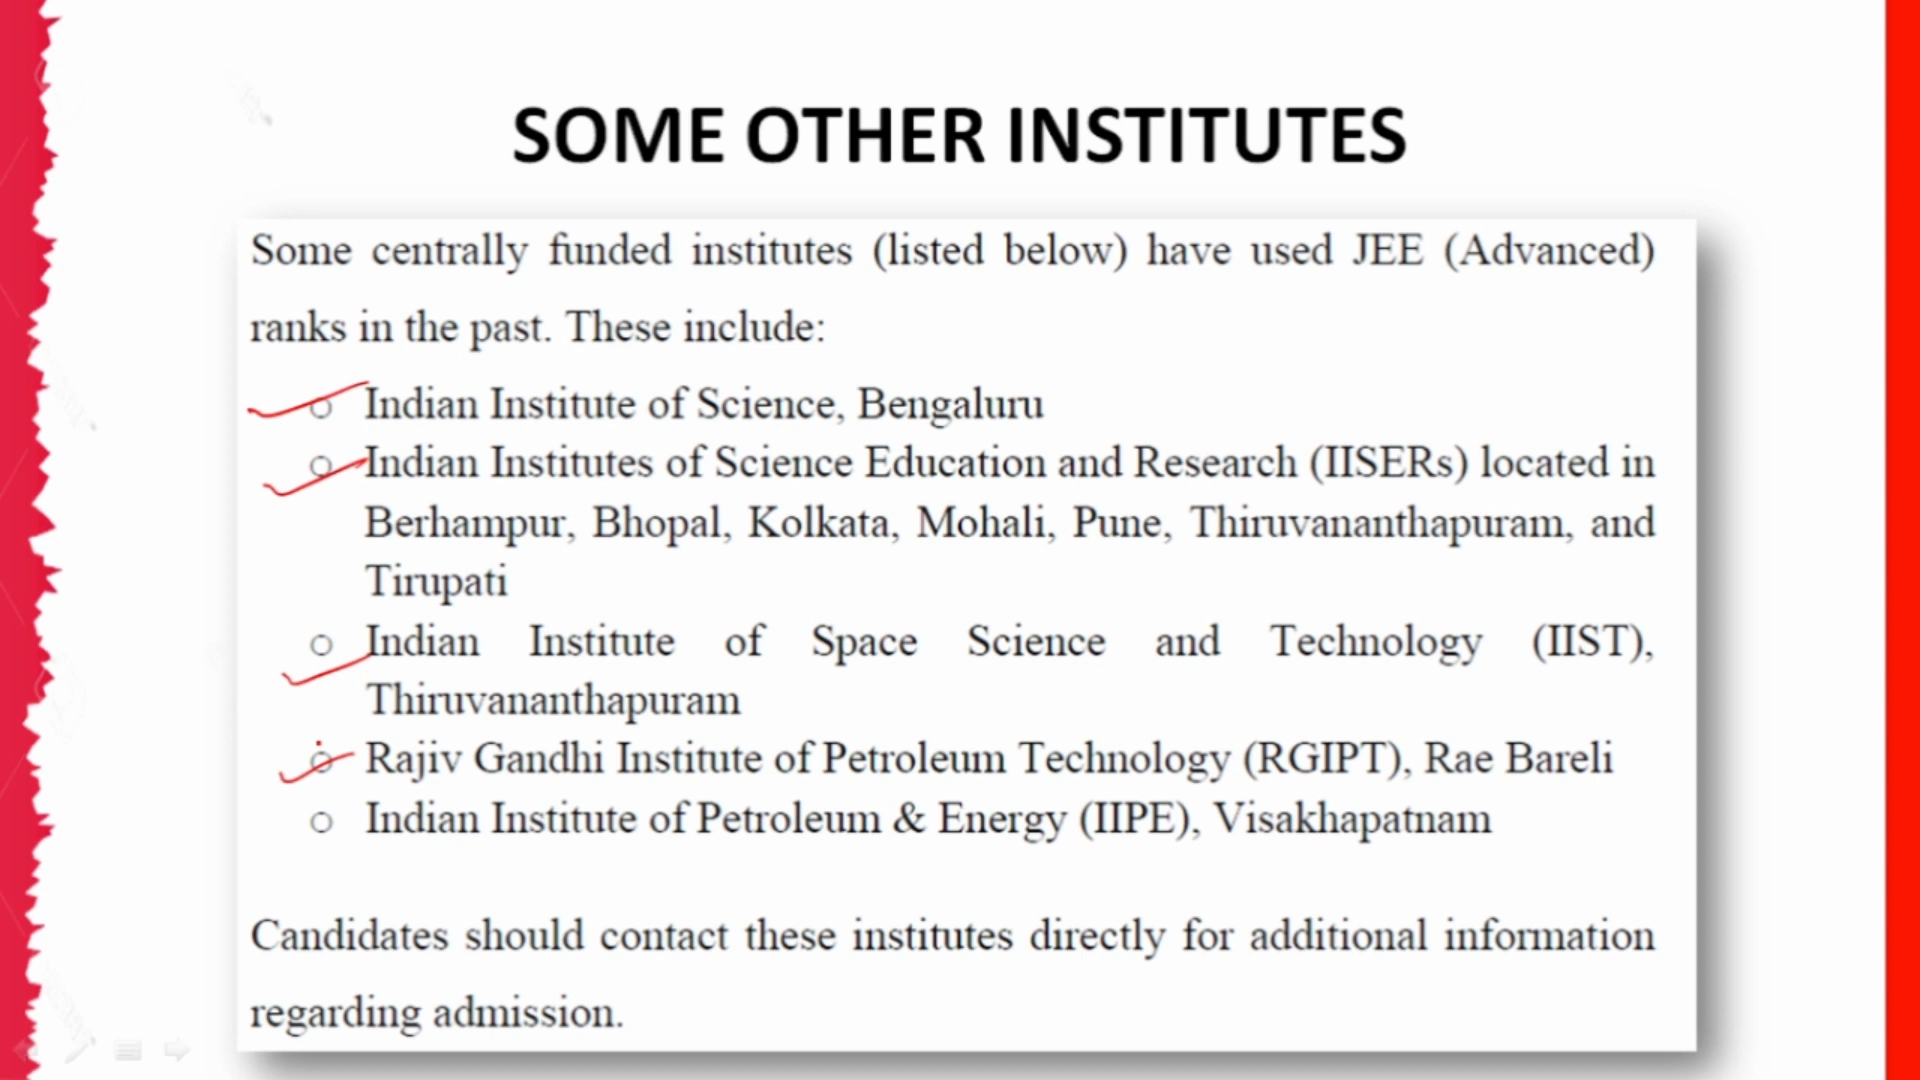 SOME OTHER INSTITUTES
Some centrally funded institutes (listed below) have used JEE (Advanced)
ranks in the past. These include:
Indian Institute of Science, Bengaluru
Indian Institutes of Science Education and Research (IISERs) located in
Berhampur, Bhopal, Kolkata, Mohali, Pune, Thiruvananthapuram, and
Tirupati
Indian Institute of Space Science and Technology (IIST),
Thiruvananthapuram
Rajiv Gandhi Institute of Petroleum Technology (RGIPT), Rae Bareli
Indian Institute of Petroleum & Energy (IIPE), Visakhapatnam
Candidates should contact these institutes directly for additional information
regarding admission.